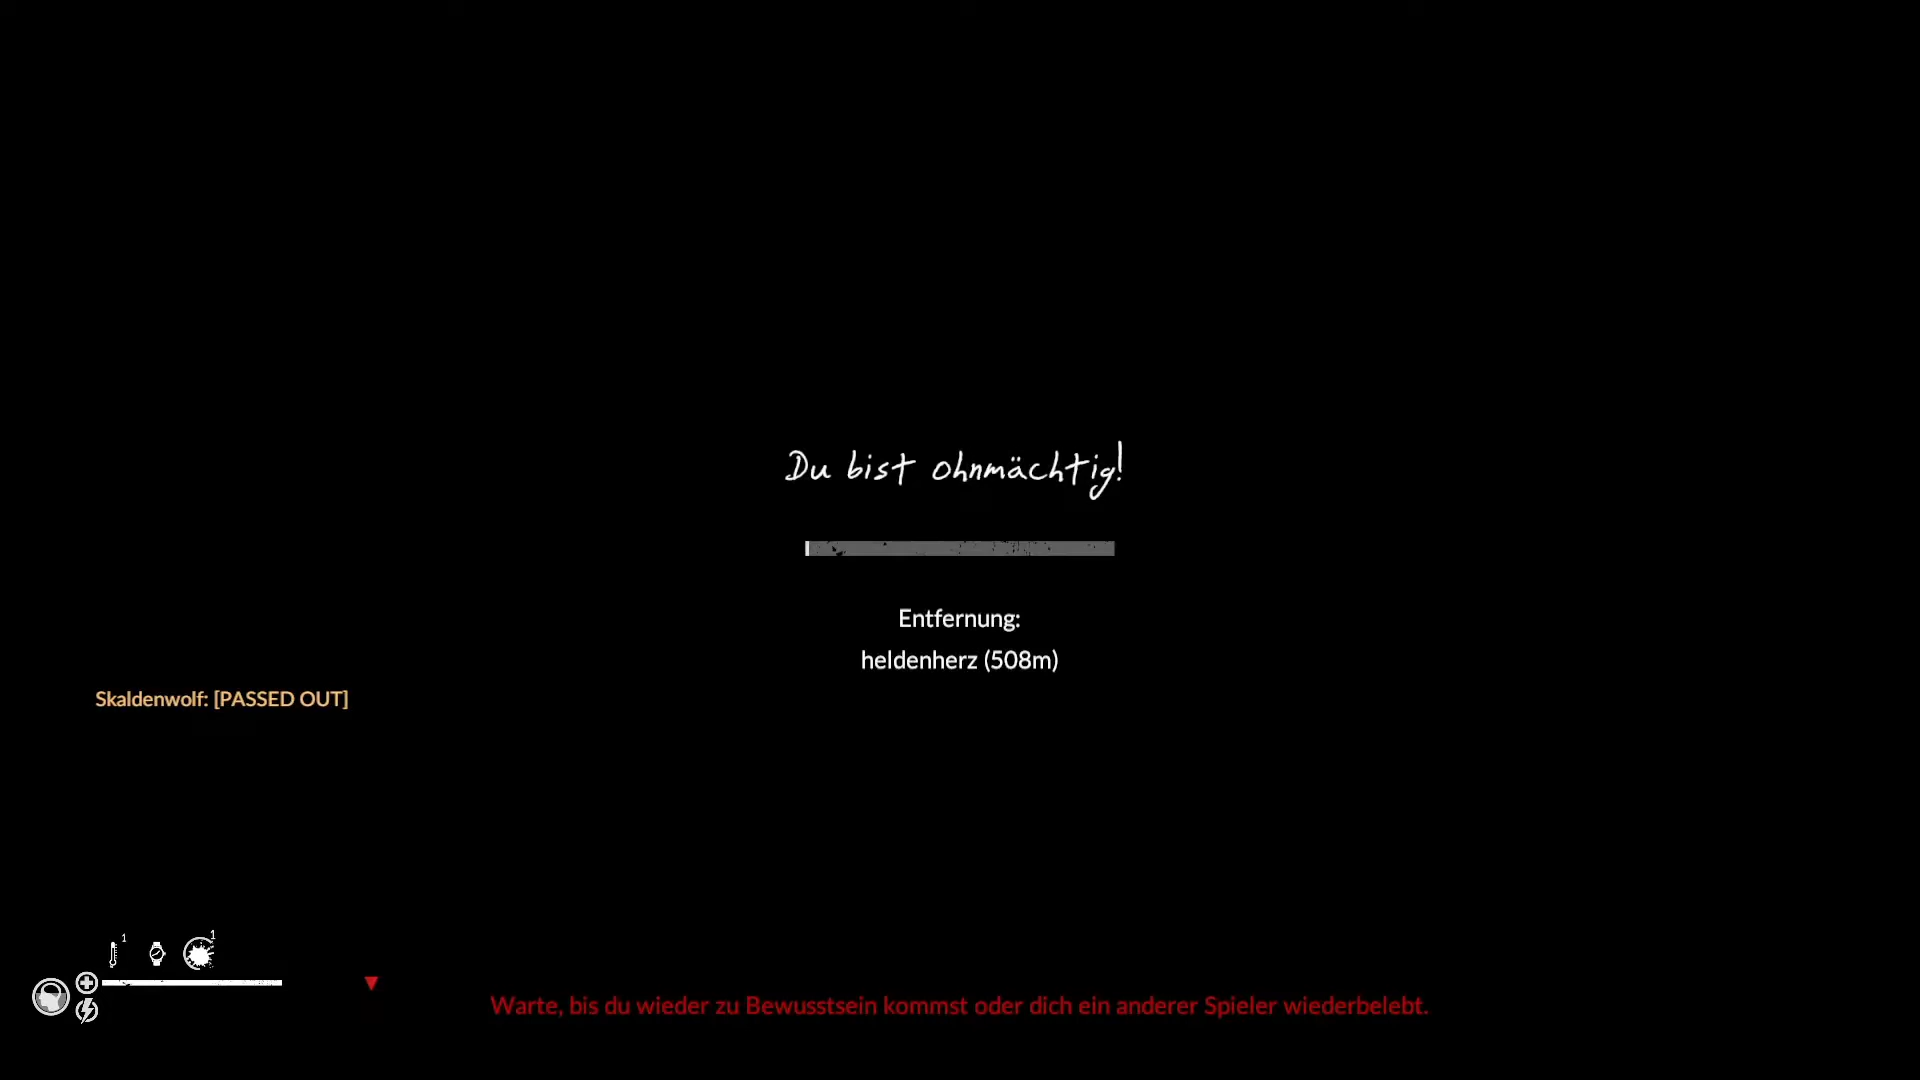 Du bist ohnmächtig!
Entfernung:
heldenherz (508m)
Skaldenwolf: [PASSED OUT]
1
1
Warte, bis du wieder zu Bewusstsein kommst oder dich ein anderer Spieler wiederbelebt.